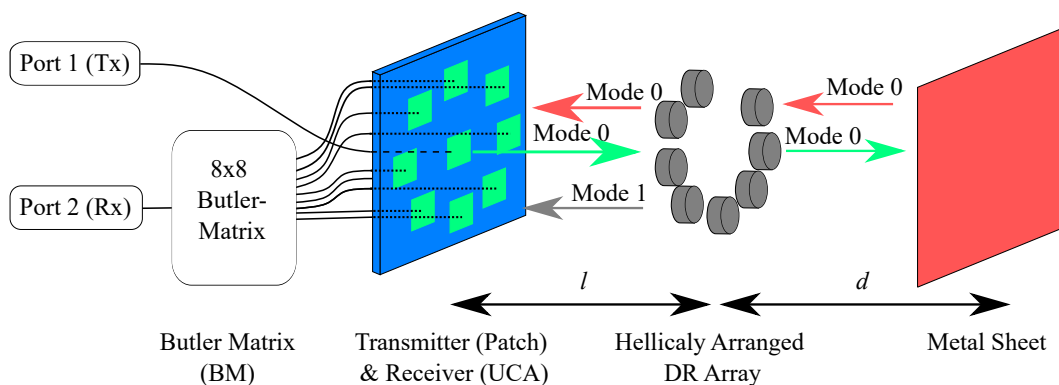 Port 1 (Tx)
Port 2 (Rx)
8x8
Butler-
Matrix
Mode 0
Mode 0
Mode 1
Mode 0
Mode 0
l
d
Butler Matrix
(BM)
Transmitter (Patch)
& Receiver (UCA)
Hellicaly Arranged
DR Array
Metal Sheet